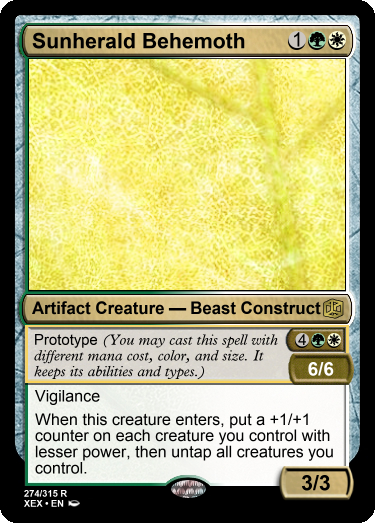 Sunherald Behemoth 1
Artifact Creature — Beast Construct
Prototype (You may cast this spell with
different mana cost, color, and size. It
keeps its abilities and types.)
4
6/6
Vigilance
When this creature enters, put a +1/+1
counter on each creature you control with
lesser power, then untap all creatures you
control.
3/3
274/315 R
XEX • EN